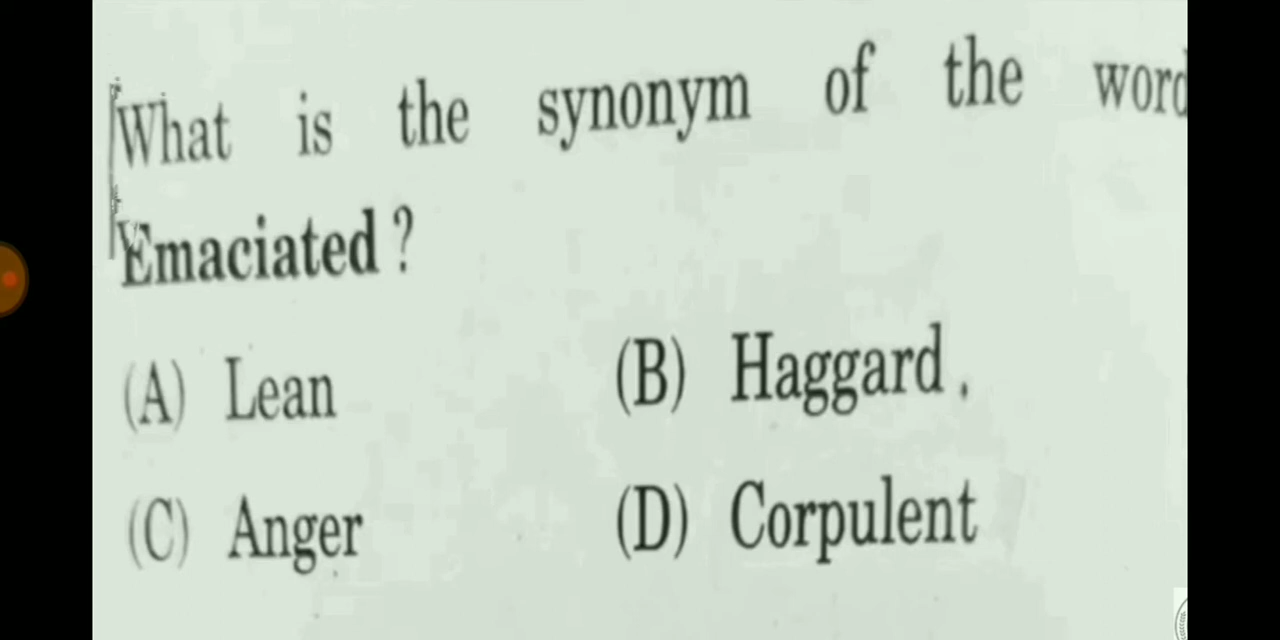 What is the synonym of the word
Emaciated ?
(A) Lean (B) Haggard .
(C) Anger (D) Corpulent